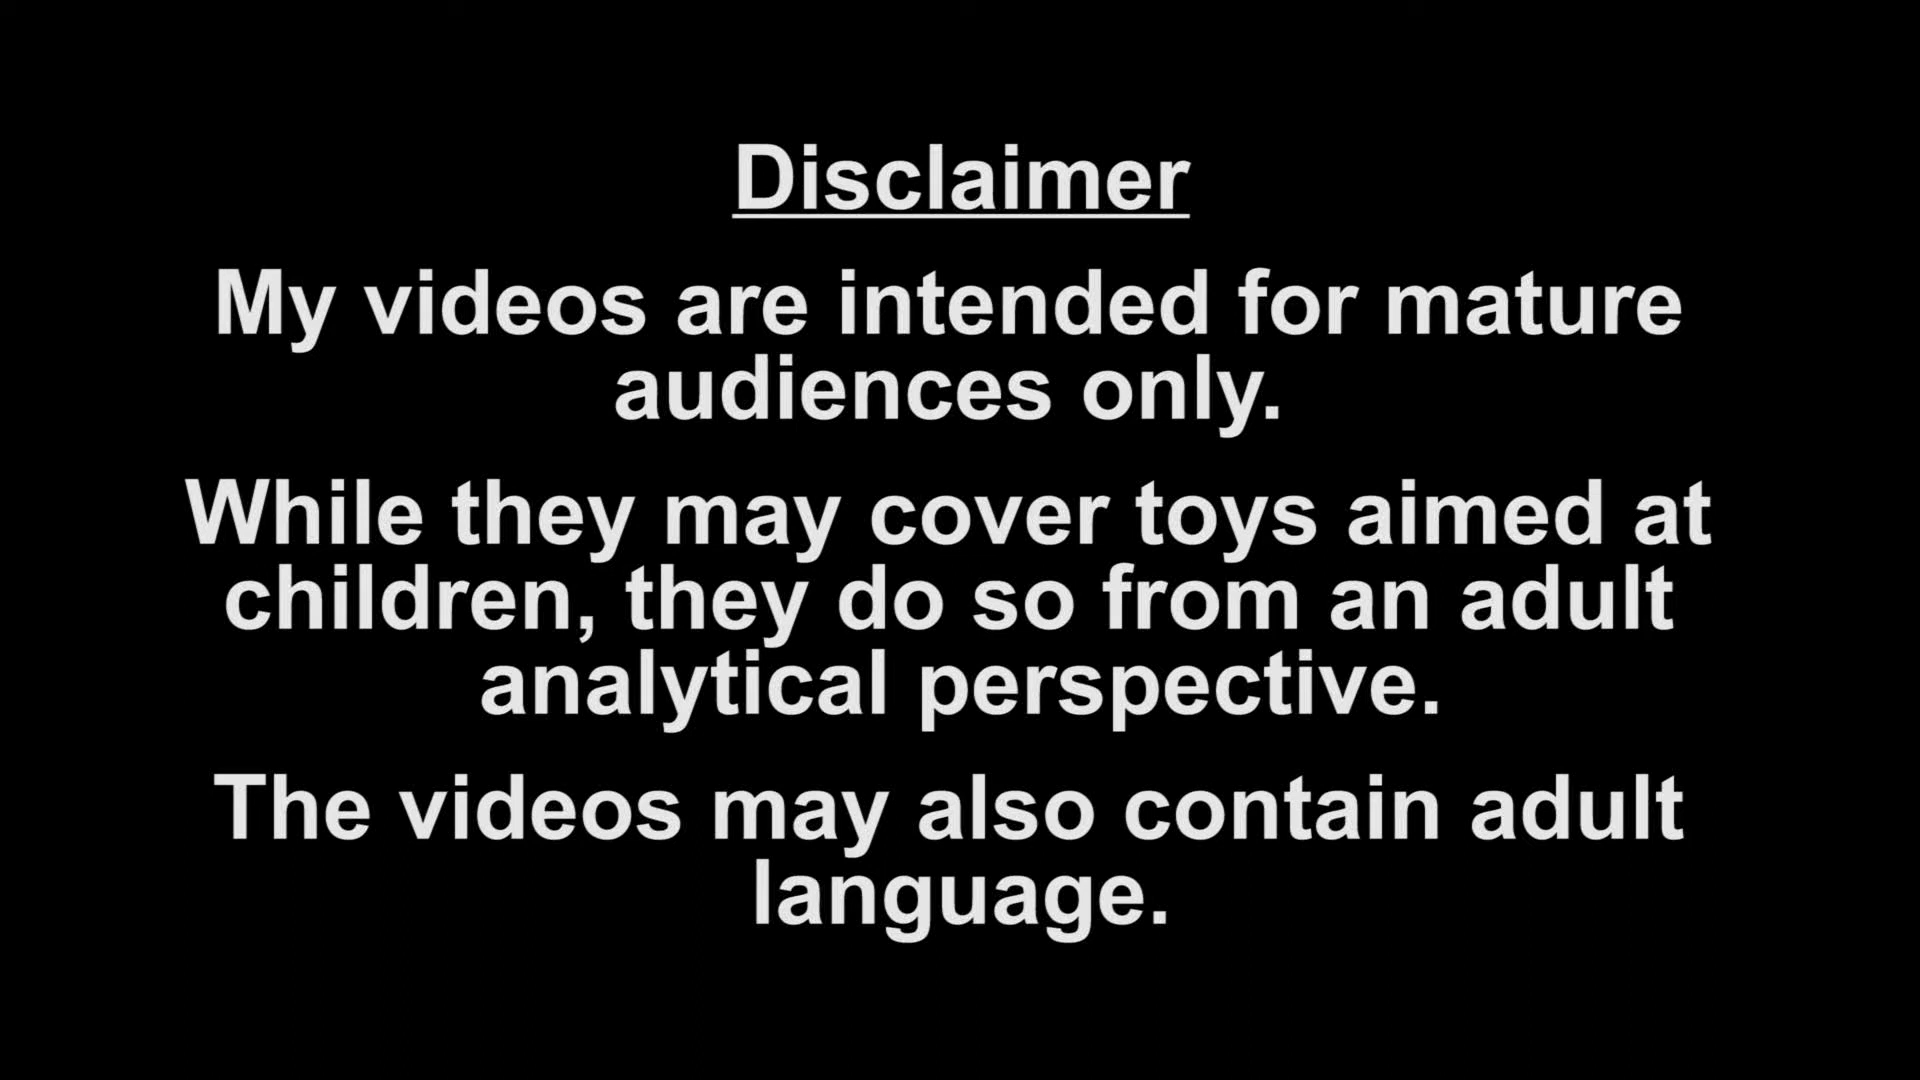 Disclaimer
My videos are intended for mature
audiences only.
While they may cover toys aimed at
children, they do so from an adult
analytical perspective.
The videos may also contain adult
language.